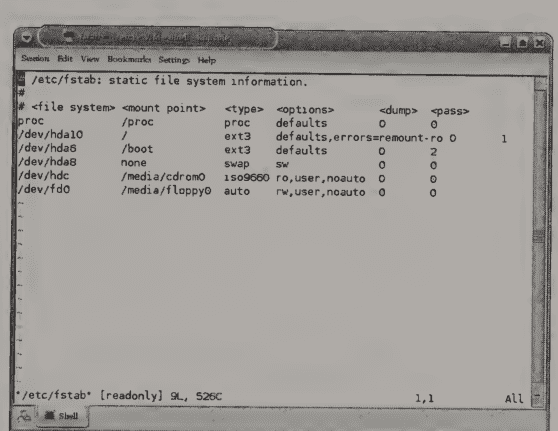 Session Edit View Bookmarks Settings Help
# /etc/fstab: static file system information.
#
# <file system> <mount point> <type> <options> <dump> <pass>
proc /proc proc defaults 0 0
/dev/hda10 / ext3 defaults,errors=remount-ro 0 1
/dev/hda6 /boot ext3 defaults 0 2
/dev/hda8 none swap sw 0 0
/dev/hdc /media/cdrom0 iso9660 ro,user,noauto 0 0
/dev/fd0 /media/floppy0 auto rw,user,noauto 0 0
~
~
~
~
~
~
~
~
~
~
~
~
~
"/etc/fstab" [readonly] 9L, 526C 1,1 All
Shell